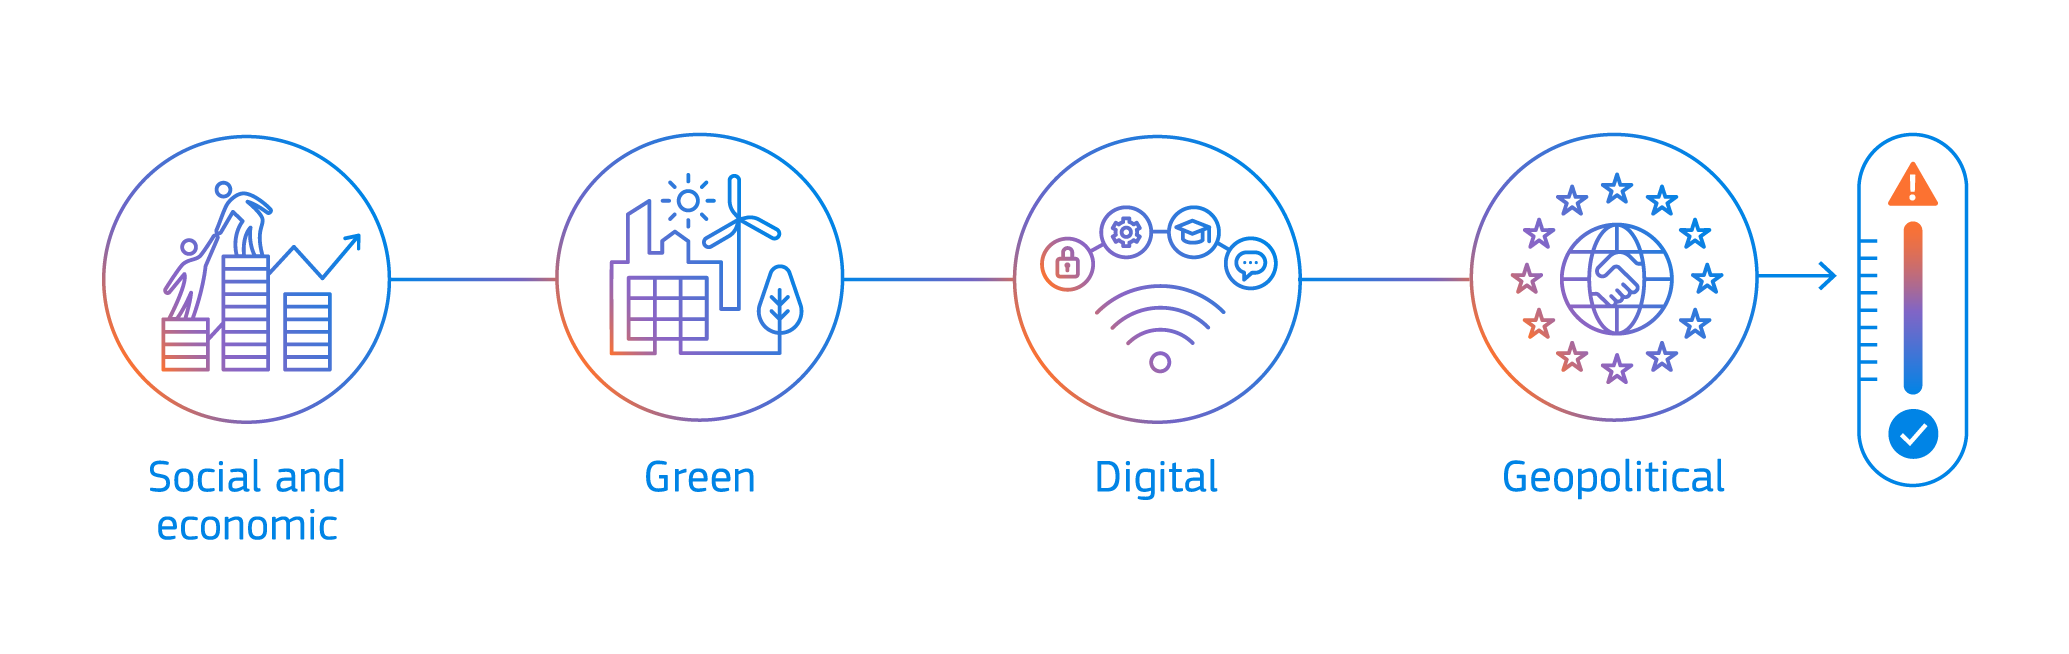 Social and
economic
Green
Digital
Geopolitical